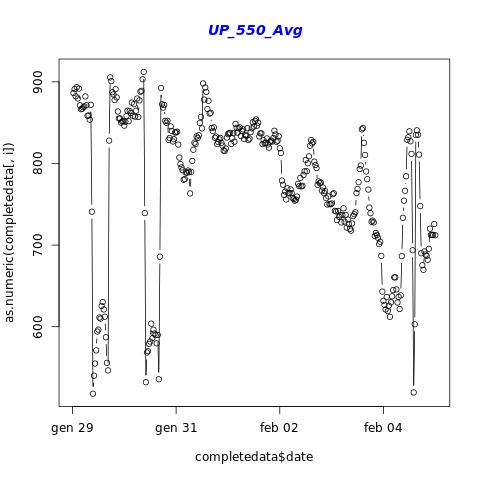 UP_550_Avg
as.numeric(completedata[, i])
900
800
700
600
gen 29
gen 31
feb 02
feb 04
completedata$date